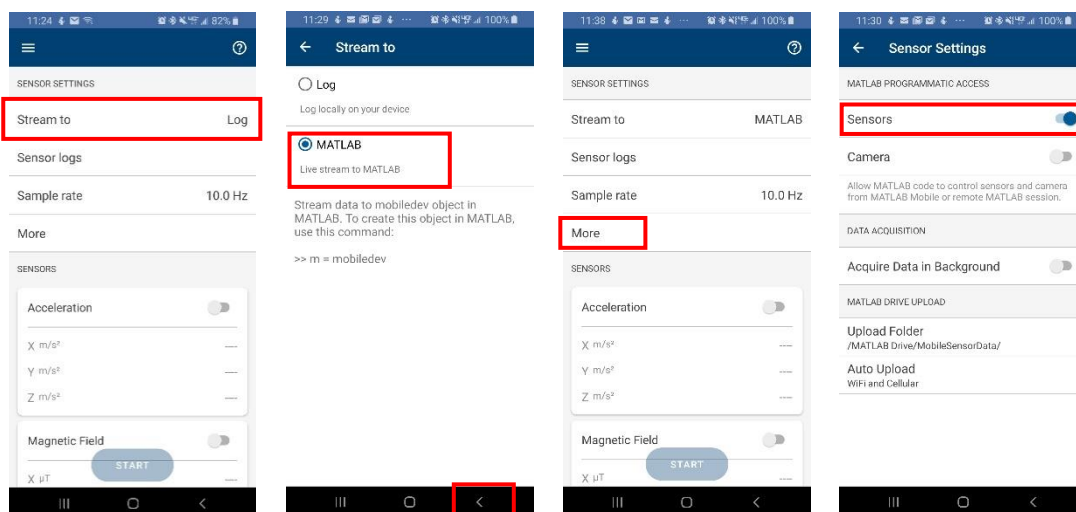 11:24 82%
SENSOR SETTINGS
Stream to Log
Sensor logs
Sample rate 10.0 Hz
More
SENSORS
Acceleration
X m/s²
Y m/s²
Z m/s²
Magnetic Field
START
X μT
11:29 100%
Stream to
Log
Log locally on your device
MATLAB
Live stream to MATLAB
Stream data to mobiledev object in
MATLAB. To create this object in MATLAB,
use this command:
>> m = mobiledev
11:38 100%
SENSOR SETTINGS
Stream to MATLAB
Sensor logs
Sample rate 10.0 Hz
More
SENSORS
Acceleration
X m/s²
Y m/s²
Z m/s²
Magnetic Field
START
X μT
11:30 100%
Sensor Settings
MATLAB PROGRAMMATIC ACCESS
Sensors
Camera
Allow MATLAB code to control sensors and camera
from MATLAB Mobile or remote MATLAB session.
DATA ACQUISITION
Acquire Data in Background
MATLAB DRIVE UPLOAD
Upload Folder
/MATLAB Drive/MobileSensorData/
Auto Upload
WiFi and Cellular